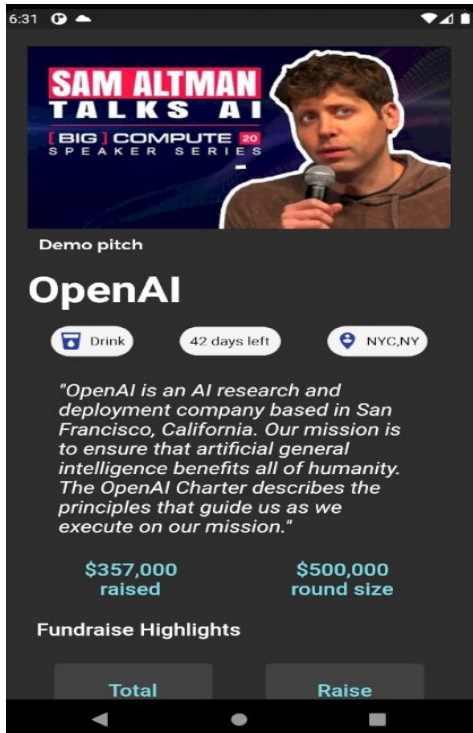 6:31
SAM ALTMAN
TALKS AI
[BIG] COMPUTE 20
SPEAKER SERIES
Demo pitch
OpenAI
Drink
42 days left
NYC,NY
"OpenAI is an AI research and
deployment company based in San
Francisco, California. Our mission is
to ensure that artificial general
intelligence benefits all of humanity.
The OpenAI Charter describes the
principles that guide us as we
execute on our mission."
$357,000
raised
$500,000
round size
Fundraise Highlights
Total
Raise